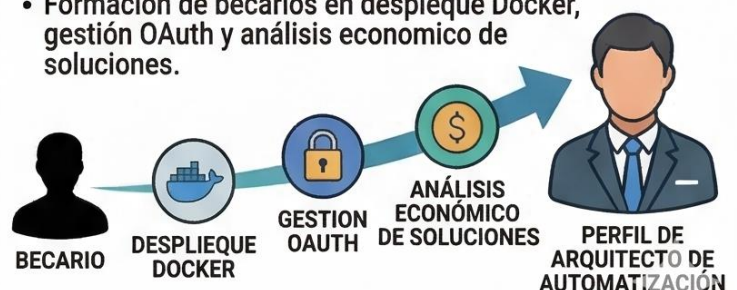 • Formación de becarios en desplieque Docker,
gestión OAuth y análisis economico de
soluciones.
$
BECARIO
DESPLIEQUE
DOCKER
GESTION
OAUTH
ANÁLISIS
ECONÓMICO
DE SOLUCIONES
PERFIL DE
ARQUITECTO DE
AUTOMATIZACIÓN